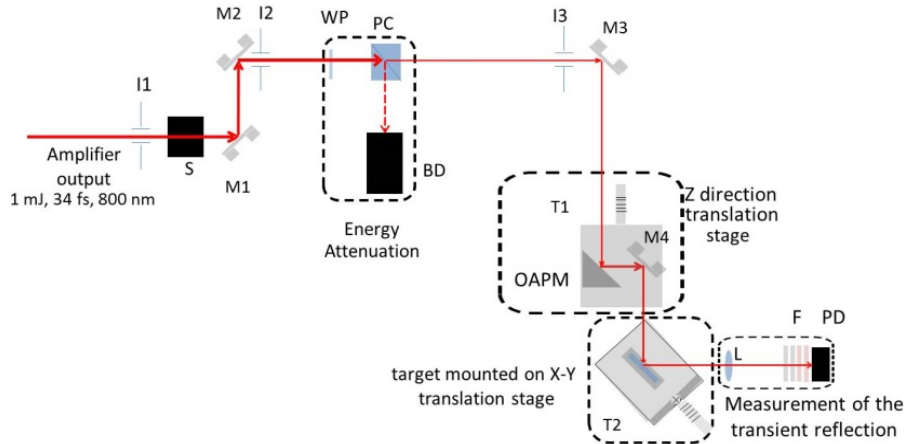 M2
I2
WP
PC
I3
M3
I1
S
M1
Amplifier
output
1 mJ, 34 fs, 800 nm
BD
Energy
Attenuation
T1
Z direction
translation
stage
M4
OAPM
F
PD
L
target mounted on X-Y
translation stage
T2
Measurement of the
transient reflection